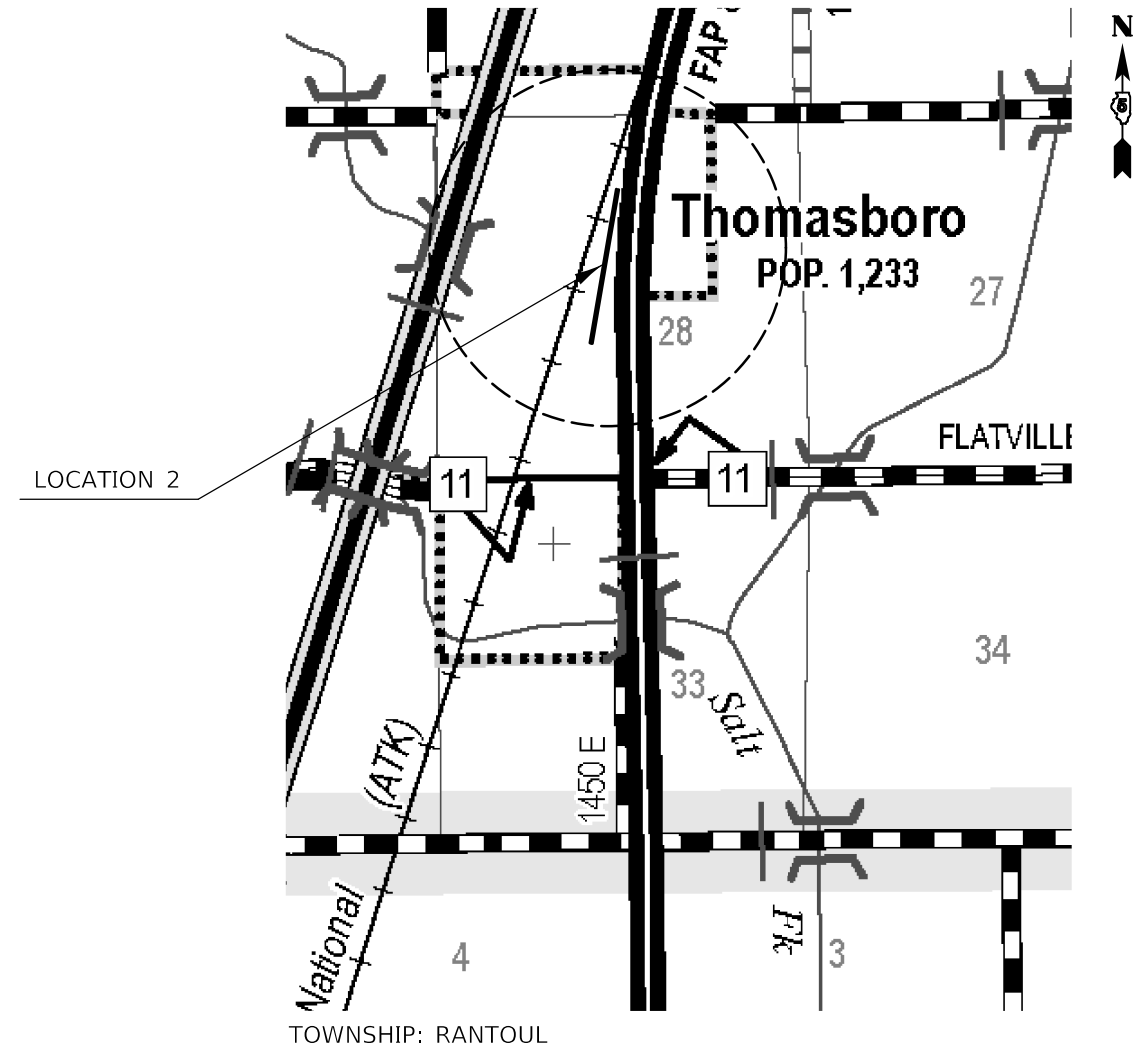 N
5
FAP
Thomasboro
POP. 1,233
27
28
FLATVILLE
LOCATION 2
11
11
34
33
Salt
(ATK)
1450 E
National
Fk
4
3
TOWNSHIP: RANTOUL